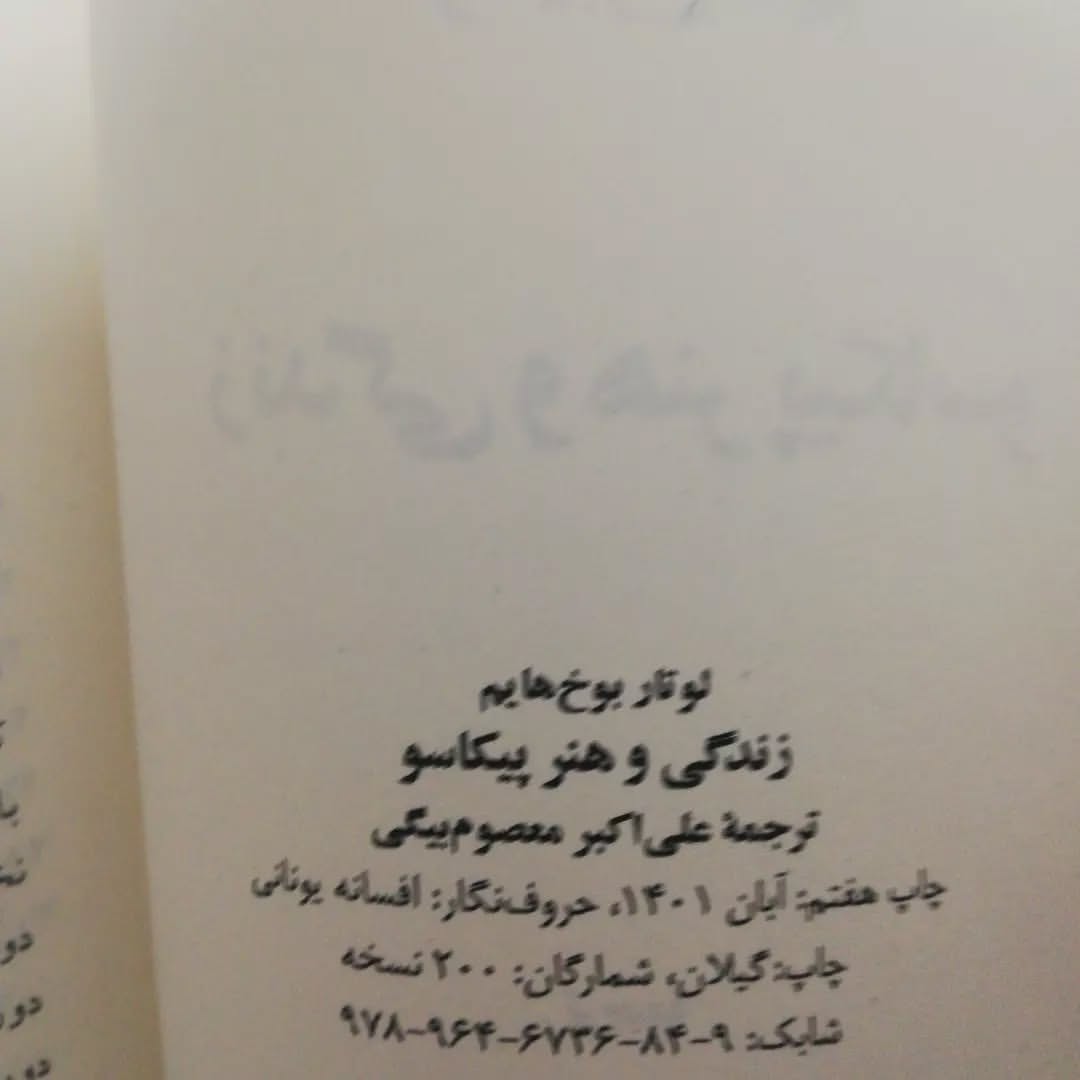 لوتار بوخ‌هایم
زندگی و هنر پیکاسو
ترجمهٔ علی‌اکبر معصوم‌بیگی
چاپ هفتم: آبان ۱۴۰۱، حروف‌نگار: افسانه یونانی
چاپ: گیلان، شمارگان: ۲۰۰ نسخه
شابک: ۹-۸۴-۶۷۳۶-۹۶۴-۹۷۸